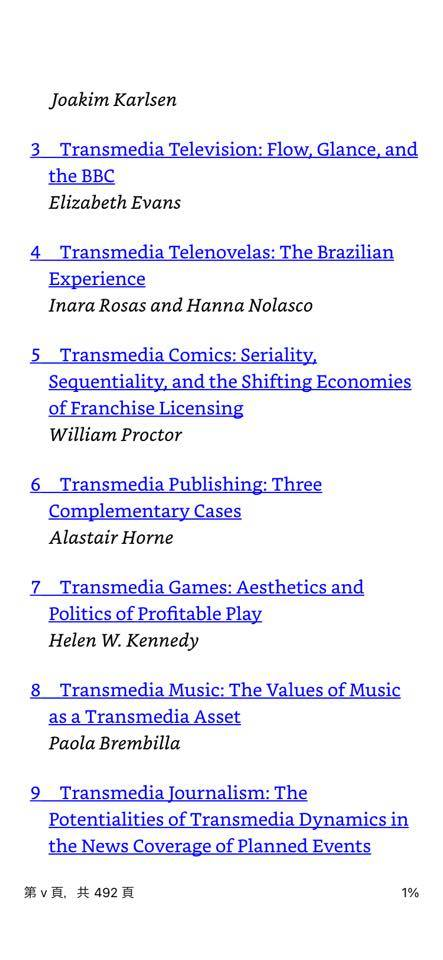 Joakim Karlsen
3 Transmedia Television: Flow, Glance, and
the BBC
Elizabeth Evans
4 Transmedia Telenovelas: The Brazilian
Experience
Inara Rosas and Hanna Nolasco
5 Transmedia Comics: Seriality,
Sequentiality, and the Shifting Economies
of Franchise Licensing
William Proctor
6 Transmedia Publishing: Three
Complementary Cases
Alastair Horne
7 Transmedia Games: Aesthetics and
Politics of Profitable Play
Helen W. Kennedy
8 Transmedia Music: The Values of Music
as a Transmedia Asset
Paola Brembilla
9 Transmedia Journalism: The
Potentialities of Transmedia Dynamics in
the News Coverage of Planned Events
第 v 頁，共 492 頁 1%